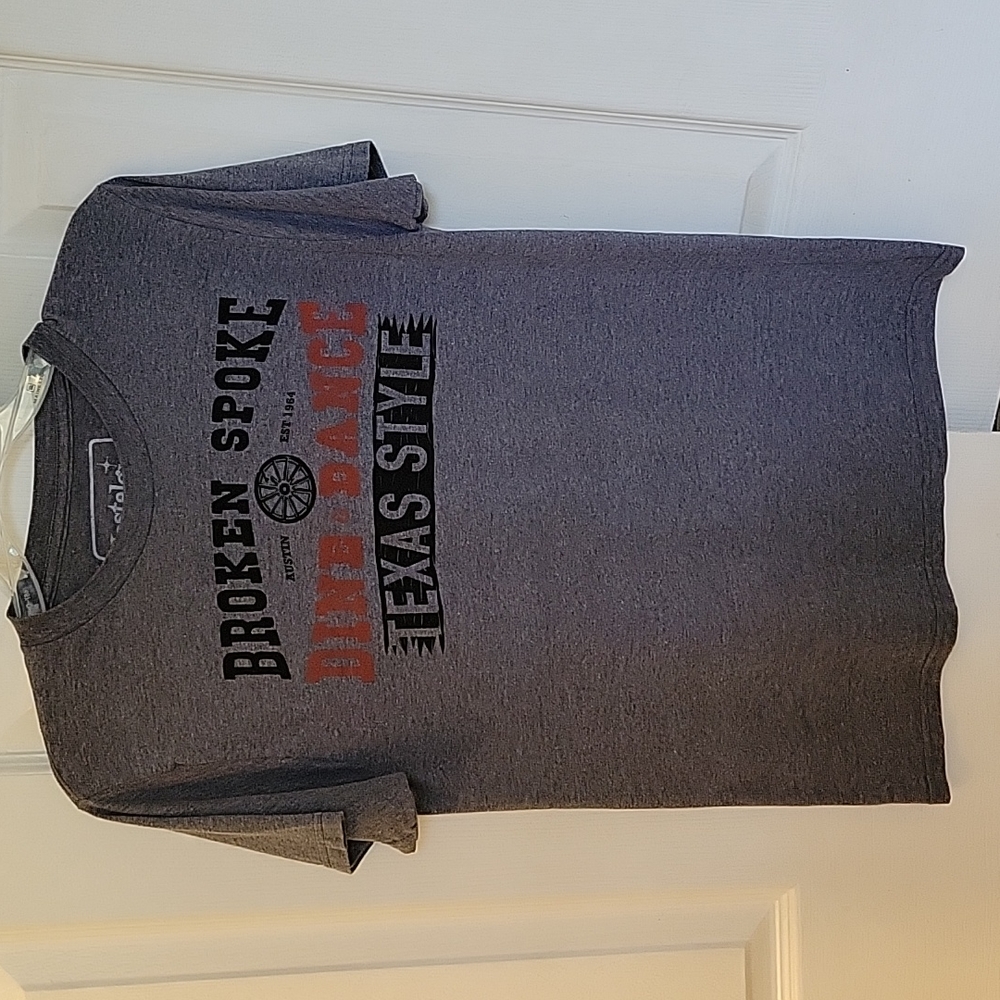 BROKEN SPOKE
AUSTIN EST 1964
DINE & DANCE
TEXAS STYLE